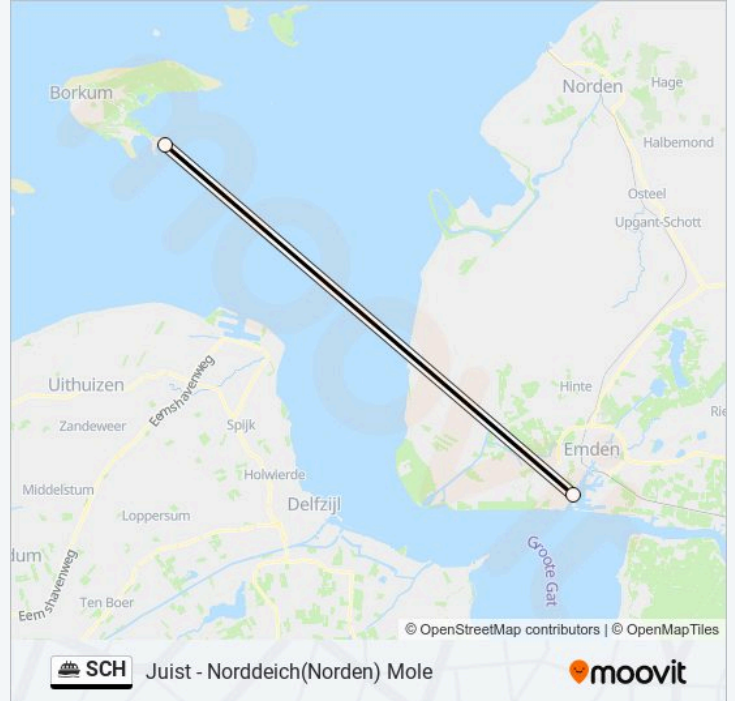 Borkum
Norden
Hage
Halbemond
Osteel
Upgant-Schott
Uithuizen
Eemshavenweg
Hinte
Zandeweer
Spijk
Rie
Emden
Holwierde
Middelstum
Delfzijl
Loppersum
Groote Gat
dum
Eemshavenweg
Ten Boer
© OpenStreetMap contributors | © OpenMapTiles
SCH Juist - Norddeich(Norden) Mole moovit